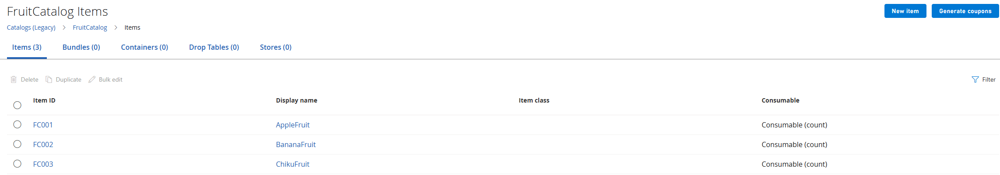 FruitCatalog Items
New item
Generate coupons
Catalogs (Legacy) > FruitCatalog > Items
Items (3) Bundles (0) Containers (0) Drop Tables (0) Stores (0)
Delete Duplicate Bulk edit Filter
Item ID Display name Item class Consumable
FC001 AppleFruit Consumable (count)
FC002 BananaFruit Consumable (count)
FC003 ChikuFruit Consumable (count)